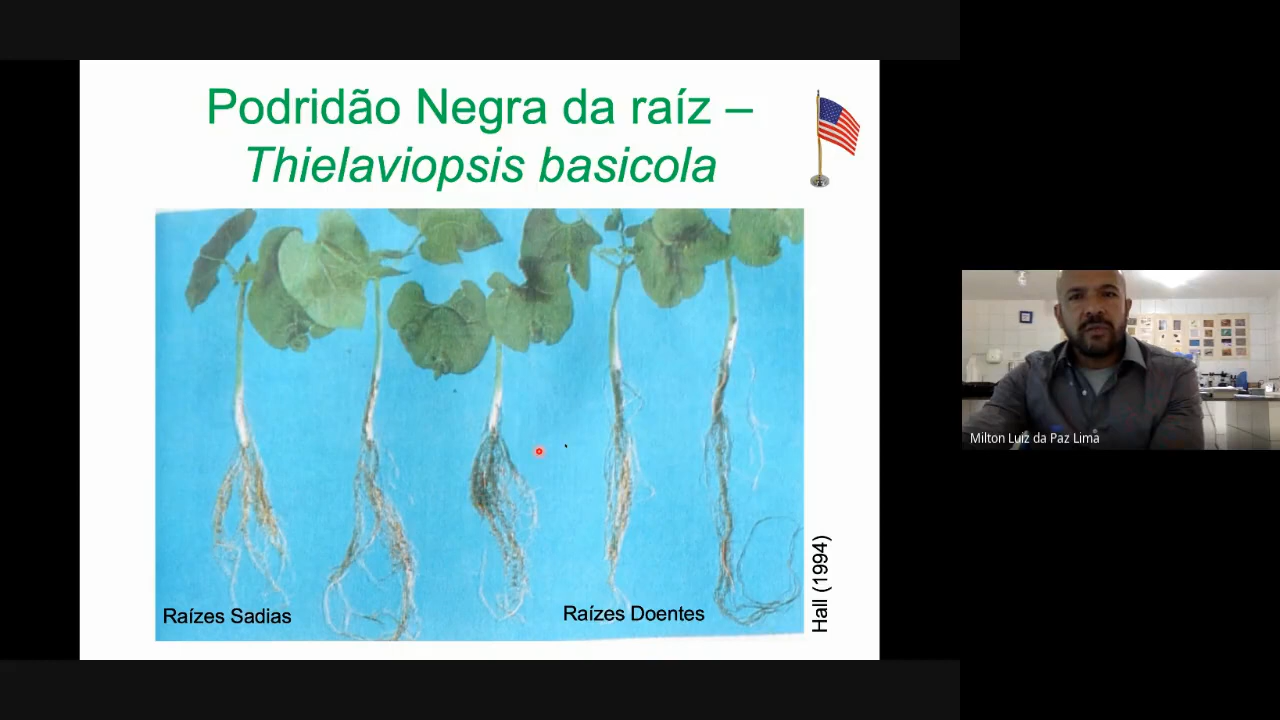 Podridão Negra da raíz –
Thielaviopsis basicola
Raízes Sadias
Raízes Doentes
Hall (1994)
Milton Luiz da Paz Lima